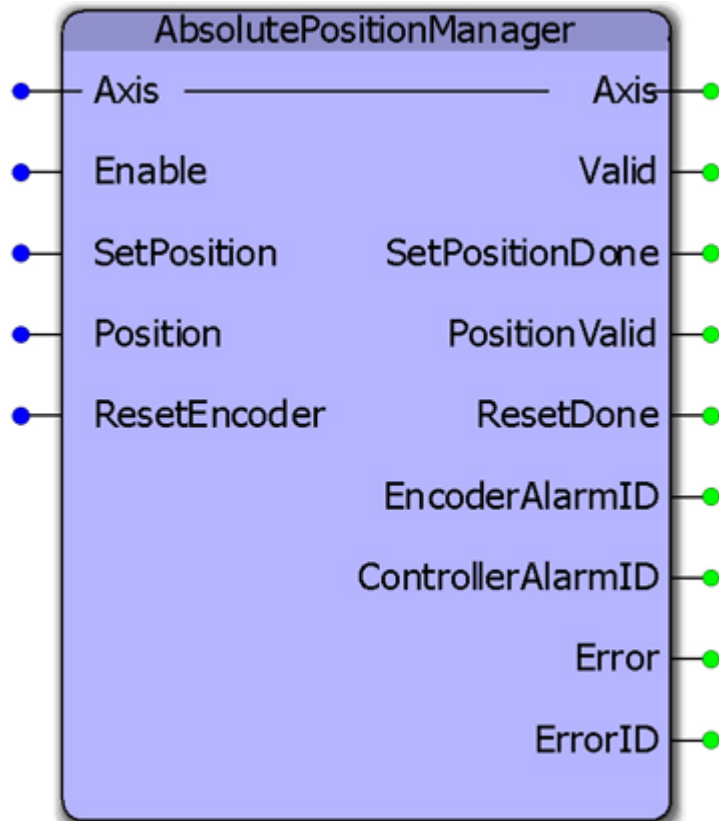 AbsolutePositionManager
Axis Axis
Enable Valid
SetPosition SetPositionDone
Position PositionValid
ResetEncoder ResetDone
EncoderAlarmID
ControllerAlarmID
Error
ErrorID